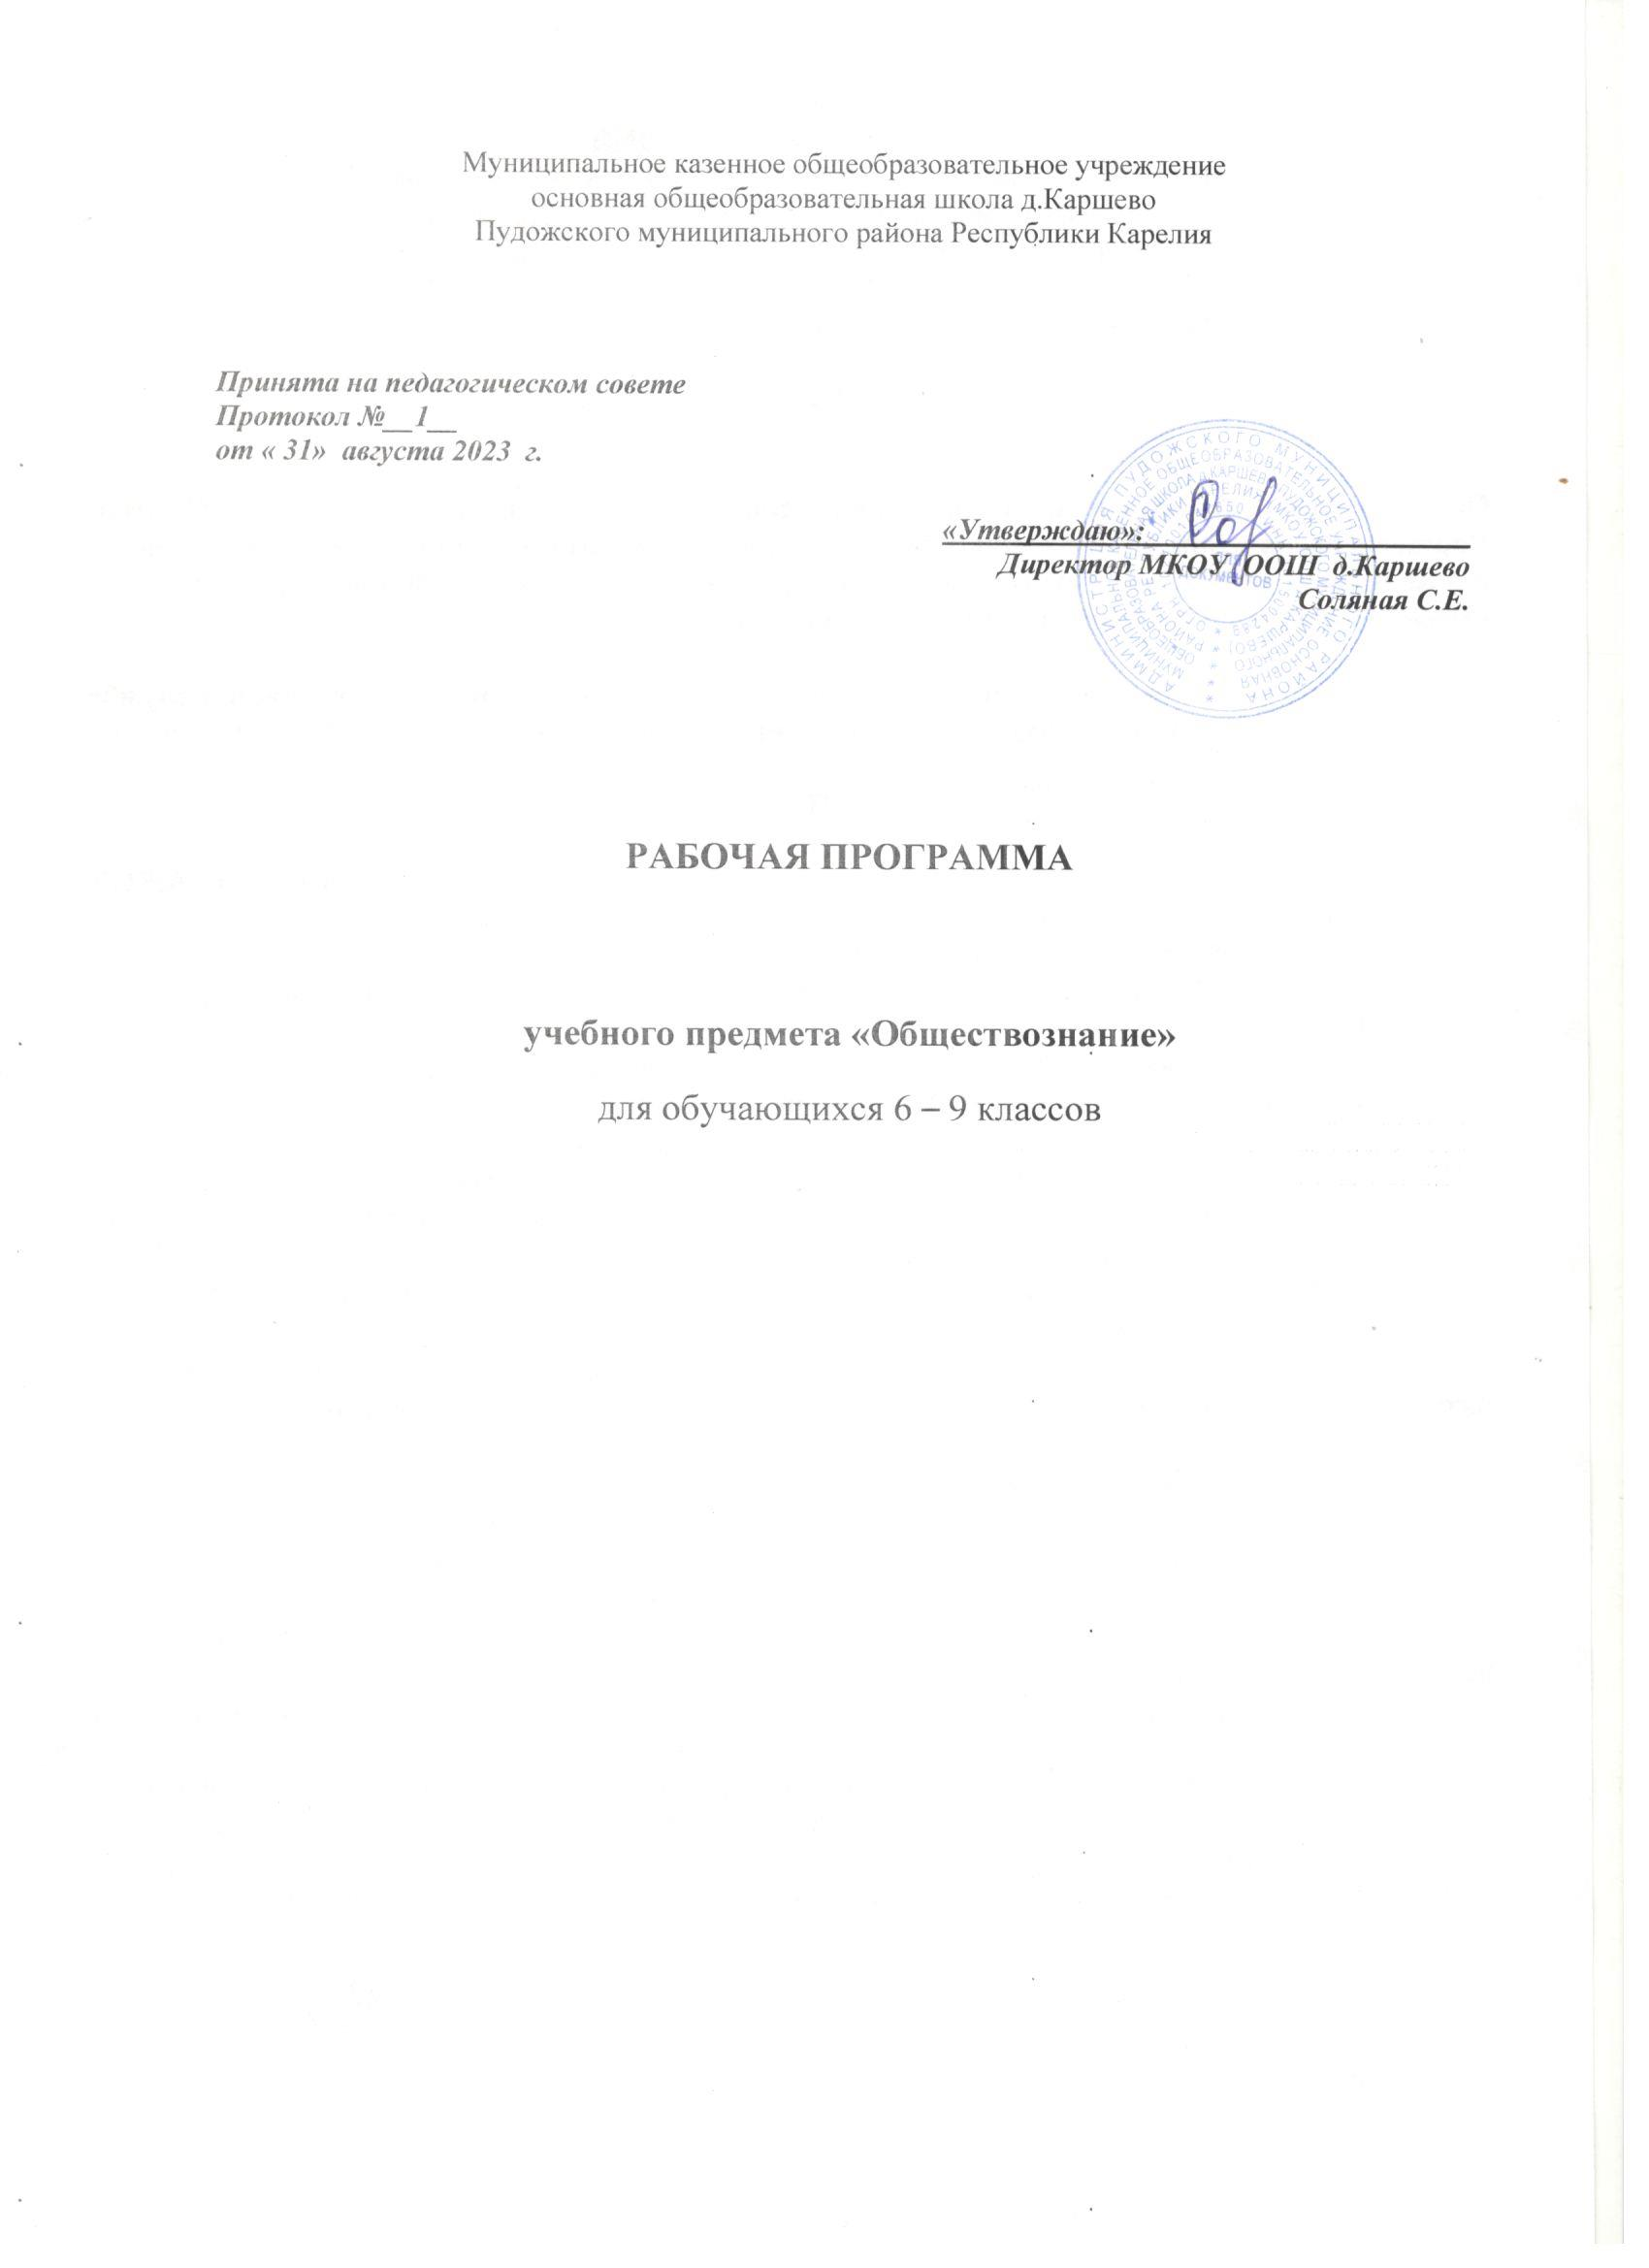 Муниципальное казенное общеобразовательное учреждение
основная общеобразовательная школа д.Каршево
Пудожского муниципального района Республики Карелия
Принята на педагогическом совете
Протокол №__1__
от « 31»  августа 2023  г.
«Утверждаю»:
Директор МКОУ  ООШ  д.Каршево
Соляная С.Е.
РАБОЧАЯ ПРОГРАММА
учебного предмета «Обществознание»
для обучающихся 6 – 9 классов